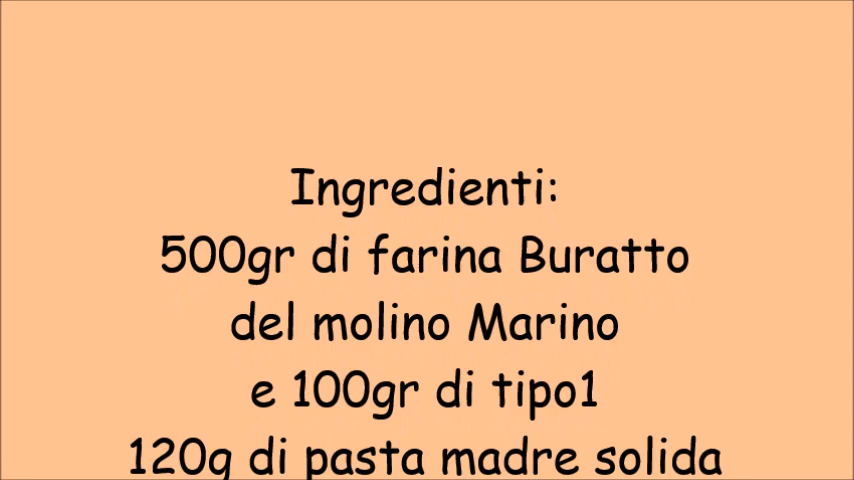 Ingredienti:
500gr di farina Buratto
del molino Marino
e 100gr di tipo1
120g di pasta madre solida